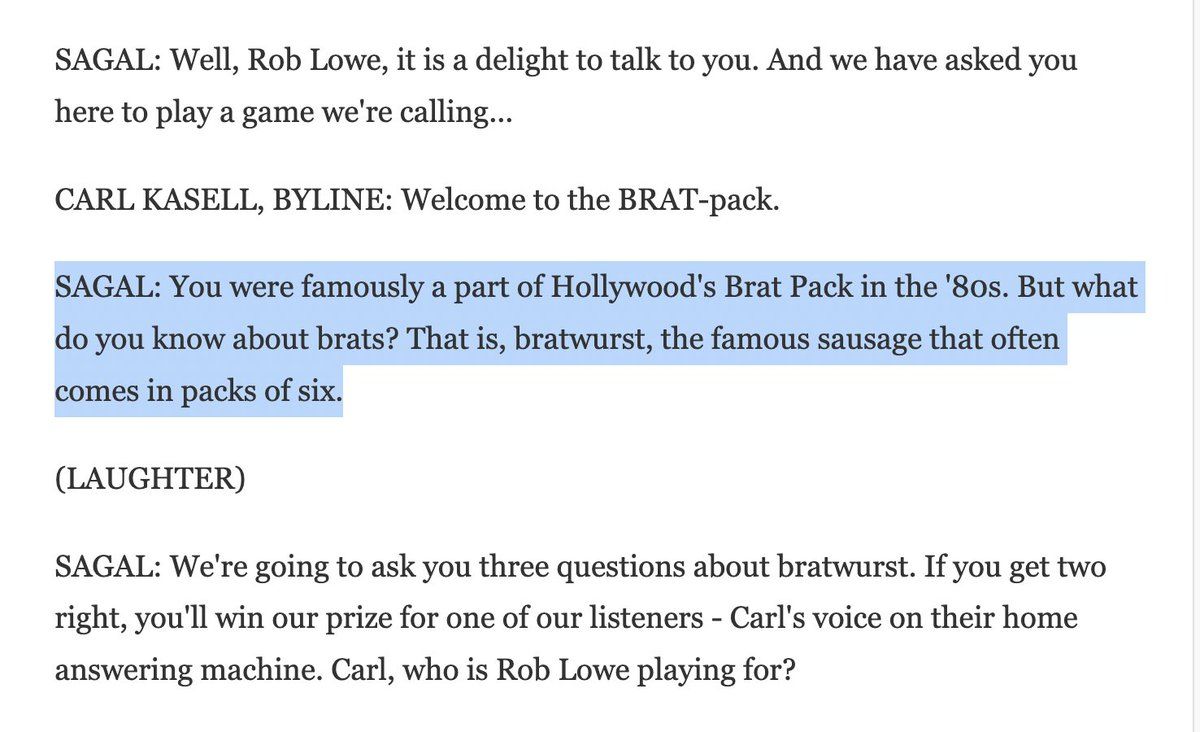 SAGAL: Well, Rob Lowe, it is a delight to talk to you. And we have asked you
here to play a game we're calling...
CARL KASELL, BYLINE: Welcome to the BRAT-pack.
SAGAL: You were famously a part of Hollywood's Brat Pack in the '80s. But what
do you know about brats? That is, bratwurst, the famous sausage that often
comes in packs of six.
(LAUGHTER)
SAGAL: We're going to ask you three questions about bratwurst. If you get two
right, you'll win our prize for one of our listeners - Carl's voice on their home
answering machine. Carl, who is Rob Lowe playing for?